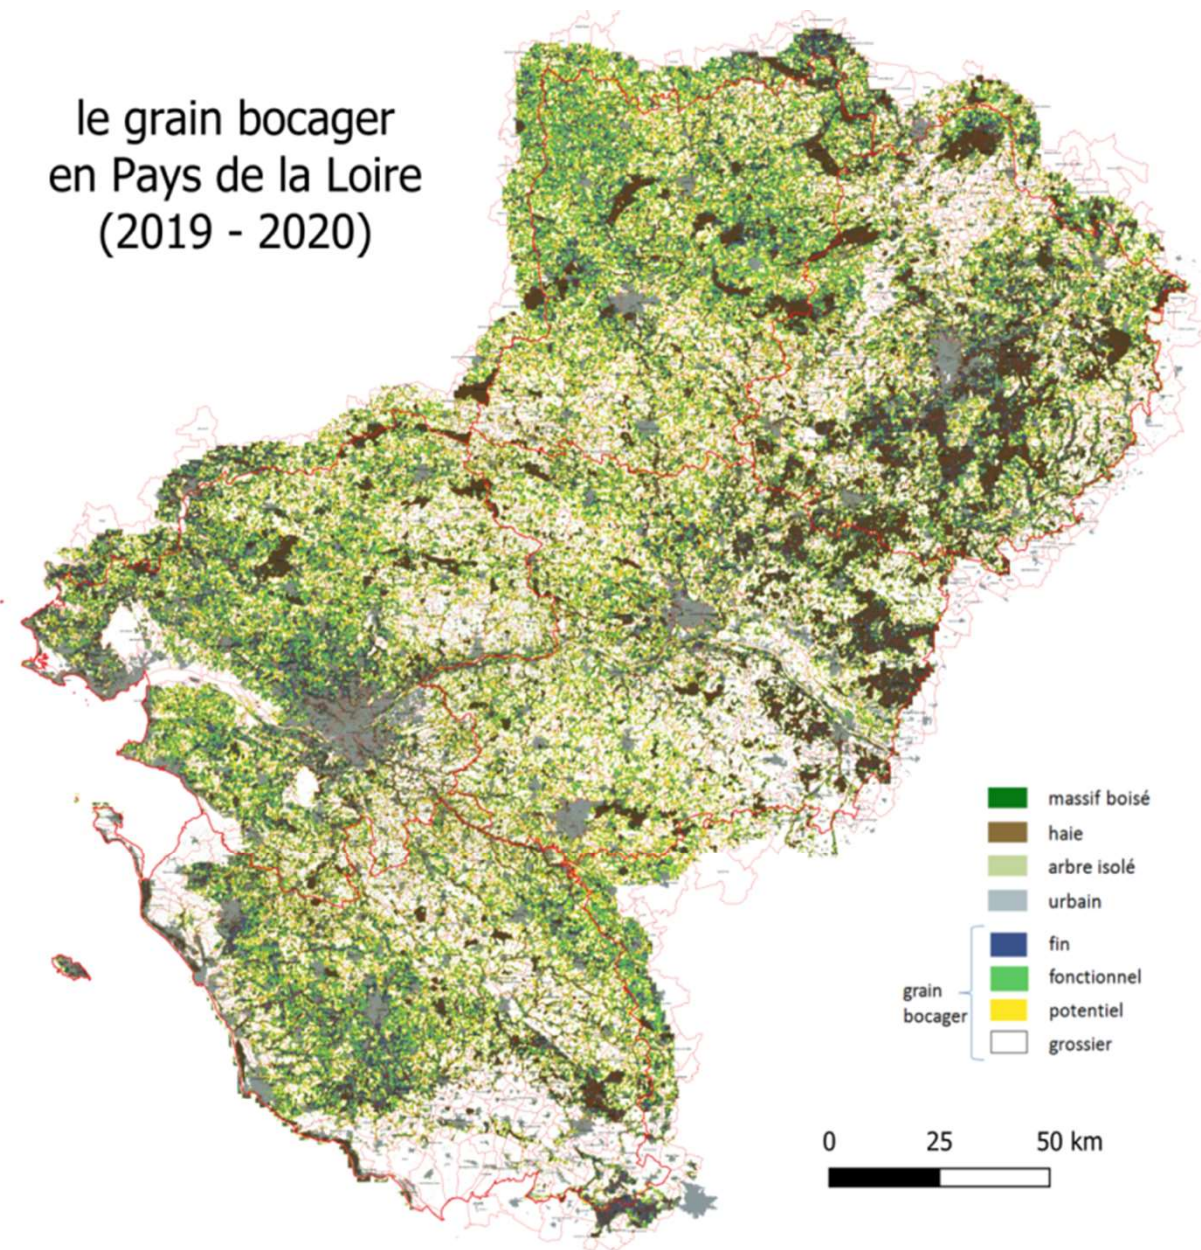 le grain bocager
en Pays de la Loire
(2019 - 2020)
massif boisé
haie
arbre isolé
urbain
fin
fonctionnel
potentiel
grossier
grain
bocager
0 25 50 km